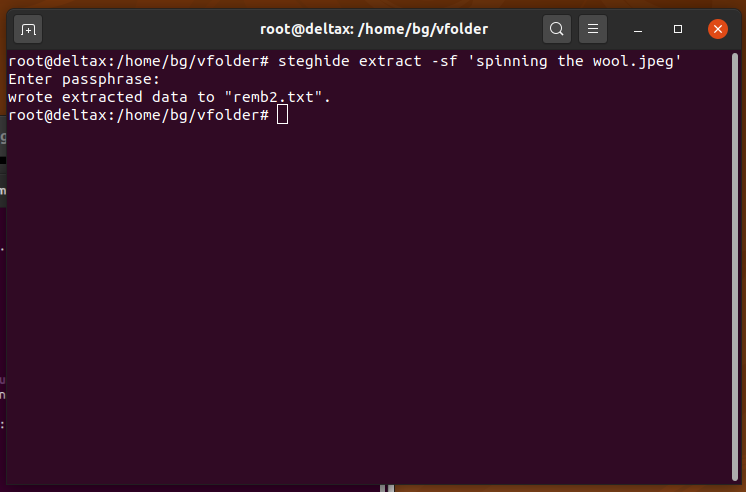 root@deltax: /home/bg/vfolder
root@deltax:/home/bg/vfolder# steghide extract -sf 'spinning the wool.jpeg'
Enter passphrase:
wrote extracted data to "remb2.txt".
root@deltax:/home/bg/vfolder#